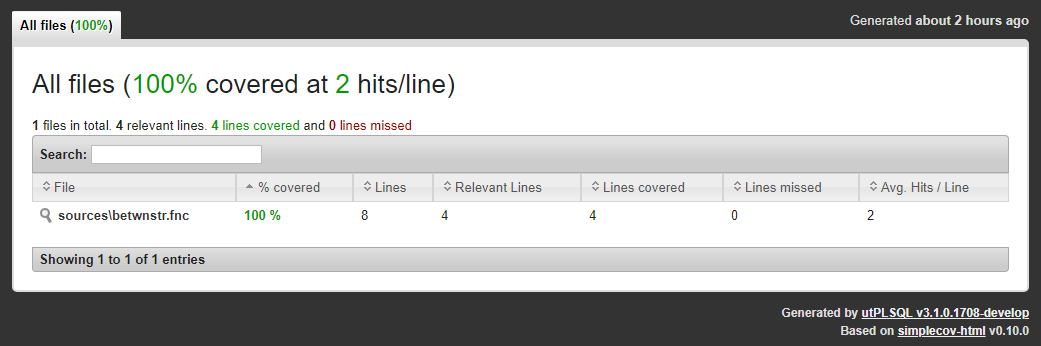 All files (100%)
Generated about 2 hours ago
All files (100% covered at 2 hits/line)
1 files in total. 4 relevant lines. 4 lines covered and 0 lines missed
Search:
File % covered Lines Relevant Lines Lines covered Lines missed Avg. Hits / Line
sources\betwnstr.fnc 100 % 8 4 4 0 2
Showing 1 to 1 of 1 entries
Generated by utPLSQL v3.1.0.1708-develop
Based on simplecov-html v0.10.0